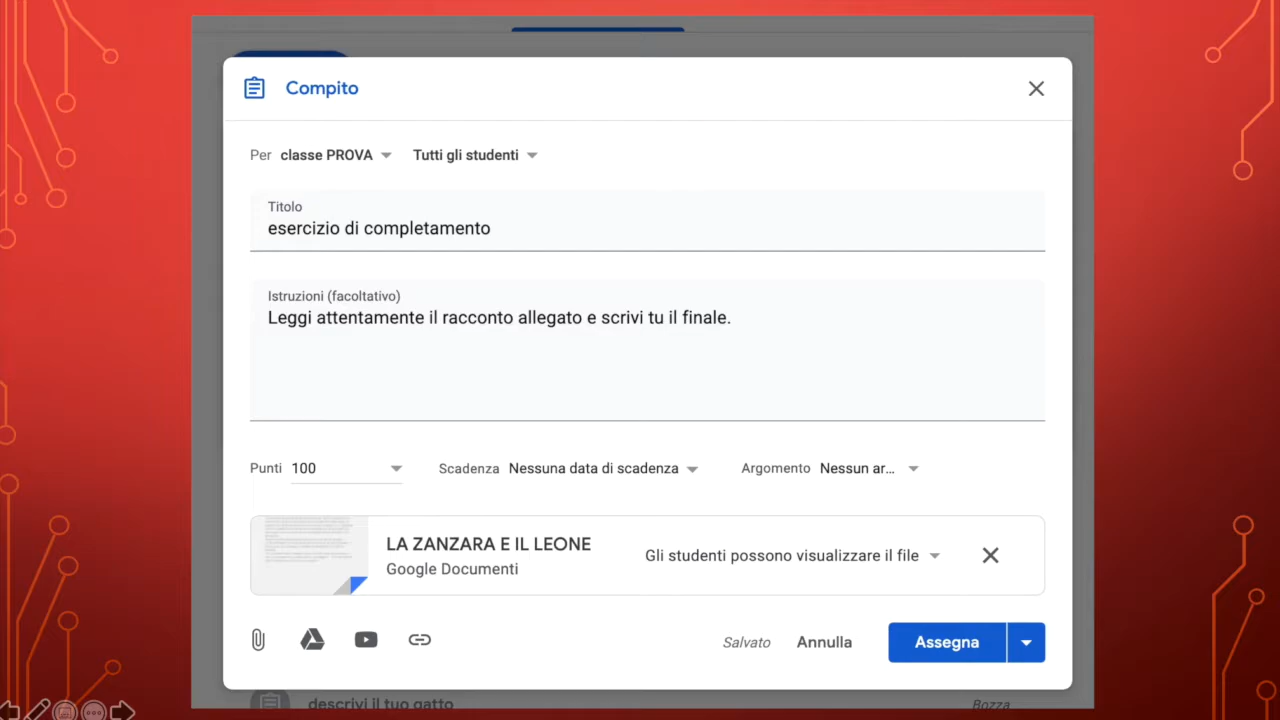 Compito
Per classe PROVA Tutti gli studenti
Titolo
esercizio di completamento
Istruzioni (facoltativo)
Leggi attentamente il racconto allegato e scrivi tu il finale.
Punti 100 Scadenza Nessuna data di scadenza Argomento Nessun ar...
LA ZANZARA E IL LEONE
Google Documenti
Gli studenti possono visualizzare il file
Salvato Annulla Assegna
descrivi il tuo gatto Bozza